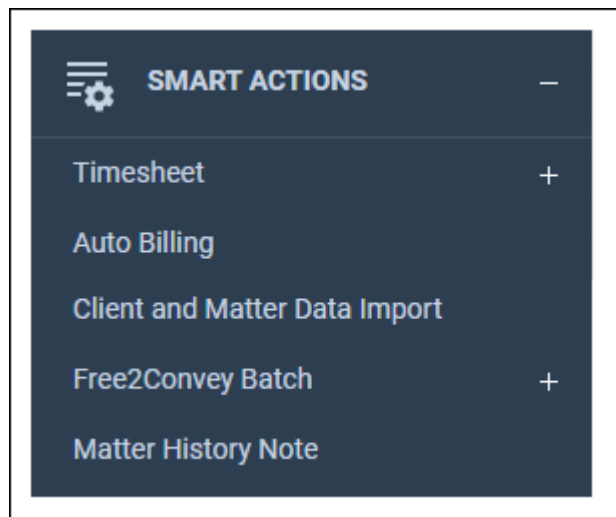 SMART ACTIONS –
Timesheet +
Auto Billing
Client and Matter Data Import
Free2Convey Batch +
Matter History Note